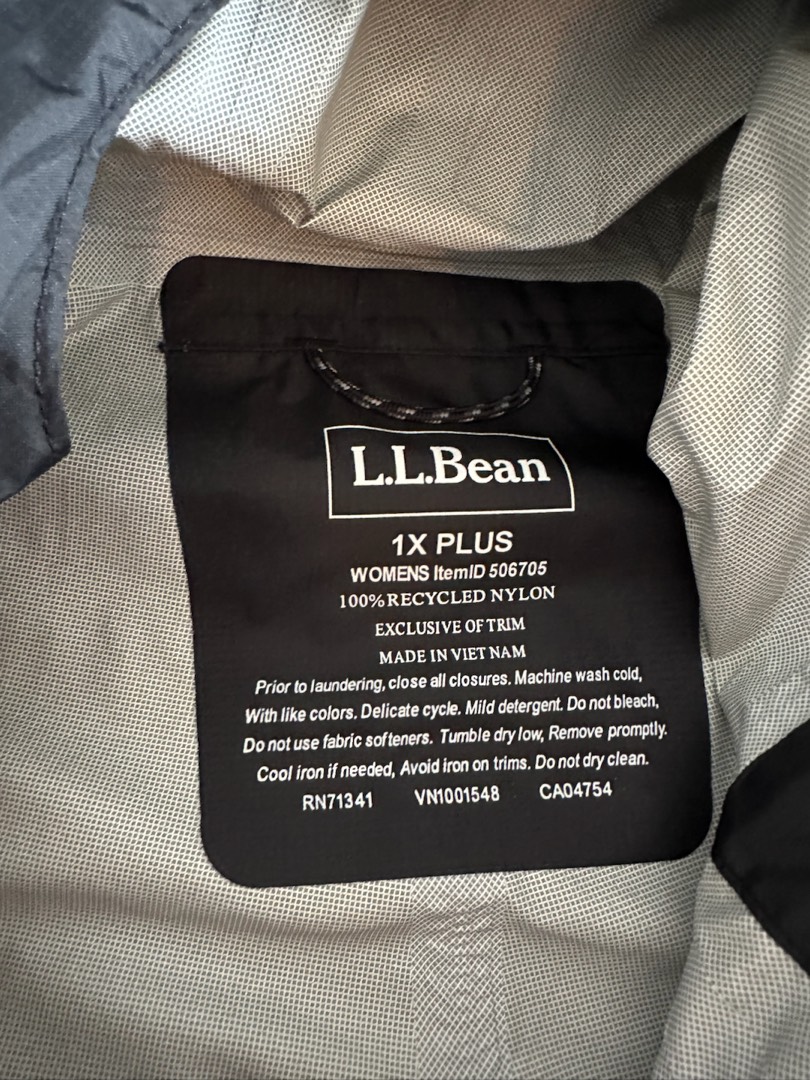 L.L.Bean
1X PLUS
WOMENS ItemID 506705
100% RECYCLED NYLON
EXCLUSIVE OF TRIM
MADE IN VIET NAM
Prior to laundering, close all closures. Machine wash cold,
With like colors. Delicate cycle. Mild detergent. Do not bleach,
Do not use fabric softeners. Tumble dry low, Remove promptly.
Cool iron if needed, Avoid iron on trims. Do not dry clean.
RN71341 VN1001548 CA04754